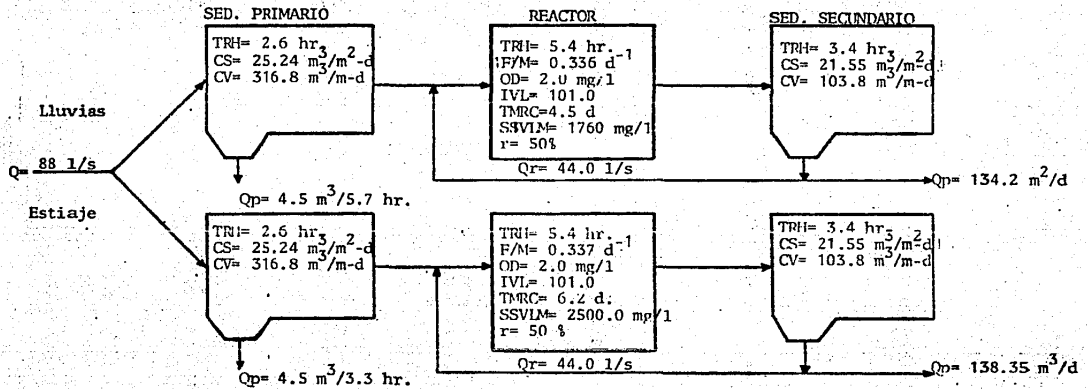 SED. PRIMARIO
REACTOR
SED. SECUNDARIO
TRH= 2.6 hr.
CS= 25.24 m³/m²-d
CV= 316.8 m³/m-d
TRH= 5.4 hr.
F/M= 0.336 d⁻¹
OD= 2.0 mg/l
IVL= 101.0
TMRC=4.5 d
SSVLM= 1760 mg/l
r= 50%
TRH= 3.4 hr.
CS= 21.55 m³/m²d
CV= 103.8 m³/m-d
Lluvias
Q= 88 l/s
Estiaje
Qr= 44.0 l/s
Qp= 134.2 m²/d
Qp= 4.5 m³/5.7 hr.
TRH= 2.6 hr.
CS= 25.24 m³/m²-d
CV= 316.8 m³/m-d
TRH= 5.4 hr.
F/M= 0.337 d⁻¹
OD= 2.0 mg/l
IVL= 101.0
TMRC= 6.2 d.
SSVLM= 2500.0 mg/l
r= 50 %
TRH= 3.4 hr.
CS= 21.55 m³/m²d
CV= 103.8 m³/m-d
Qr= 44.0 l/s
Qp= 138.35 m³/d
Qp= 4.5 m³/3.3 hr.